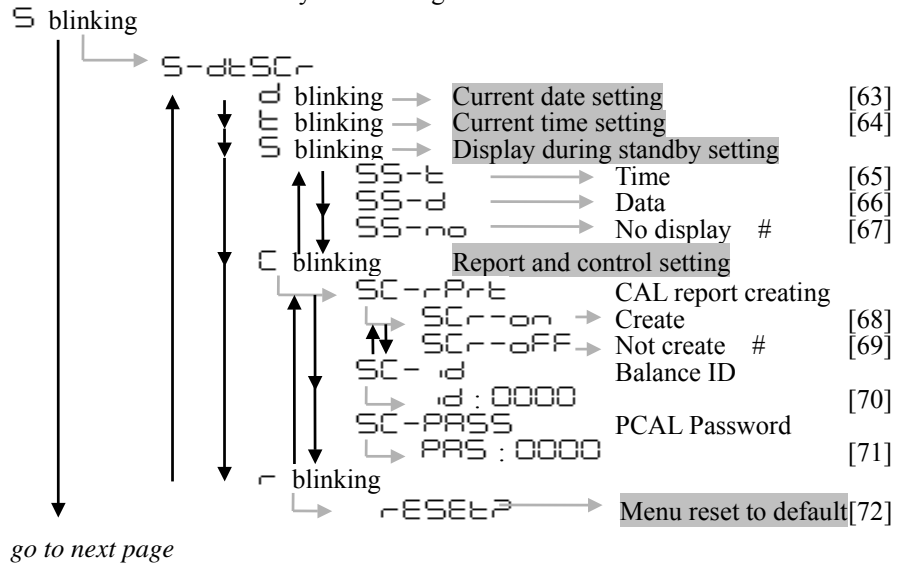 S blinking
S-dtSCr
d blinking Current date setting [63]
t blinking Current time setting [64]
S blinking Display during standby setting
SS-t Time [65]
SS-d Data [66]
SS-no No display # [67]
C blinking Report and control setting
SC-rPrt CAL report creating
SCr-on Create [68]
SCr-oFF Not create # [69]
SC- id Balance ID
id : 0000 [70]
SC-PASS PCAL Password
PAS : 0000 [71]
r blinking
rESEt? Menu reset to default [72]
go to next page